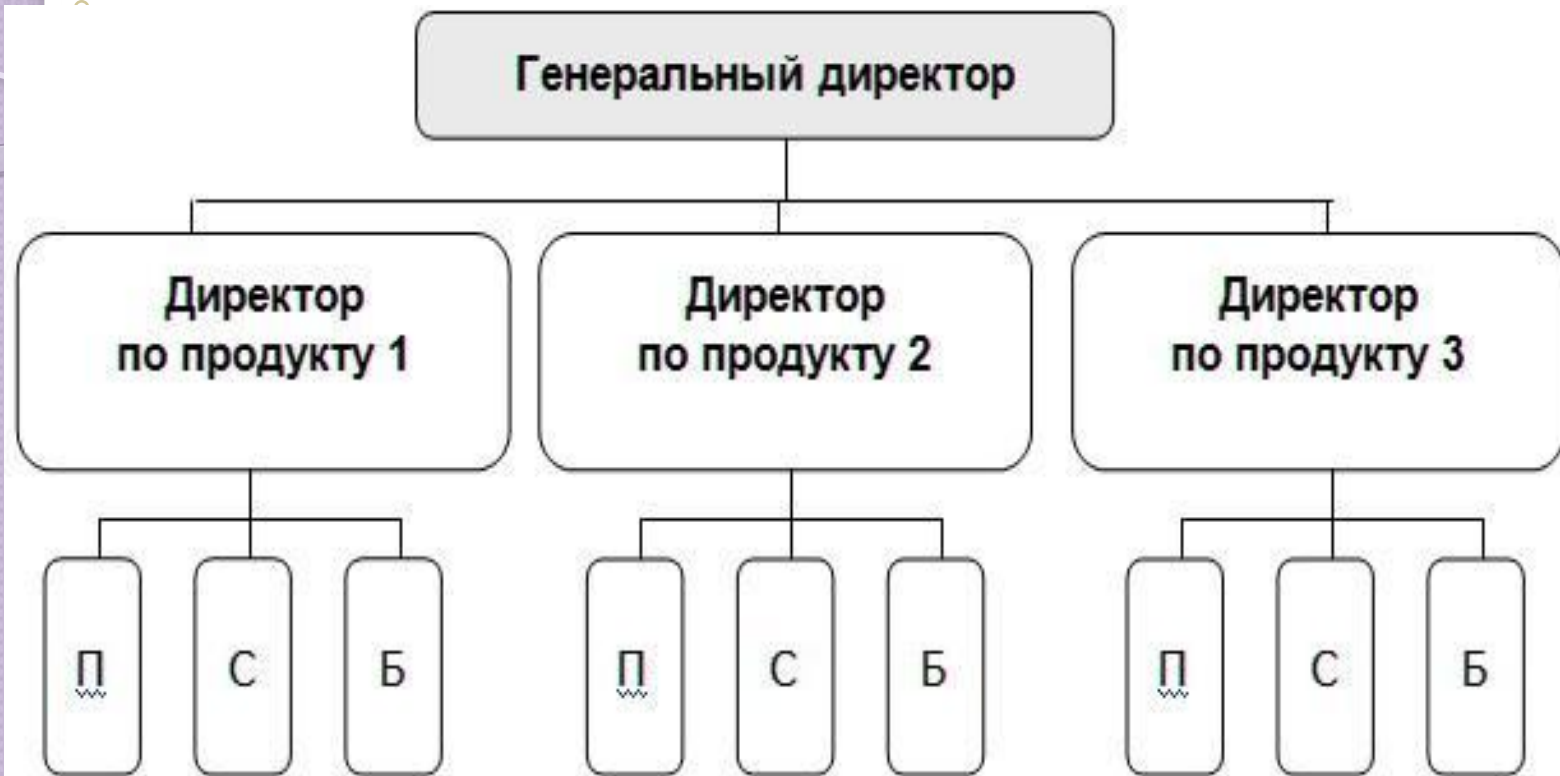 Генеральный директор
Директор
по продукту 1
Директор
по продукту 2
Директор
по продукту 3
П
С
Б
П
С
Б
П
С
Б